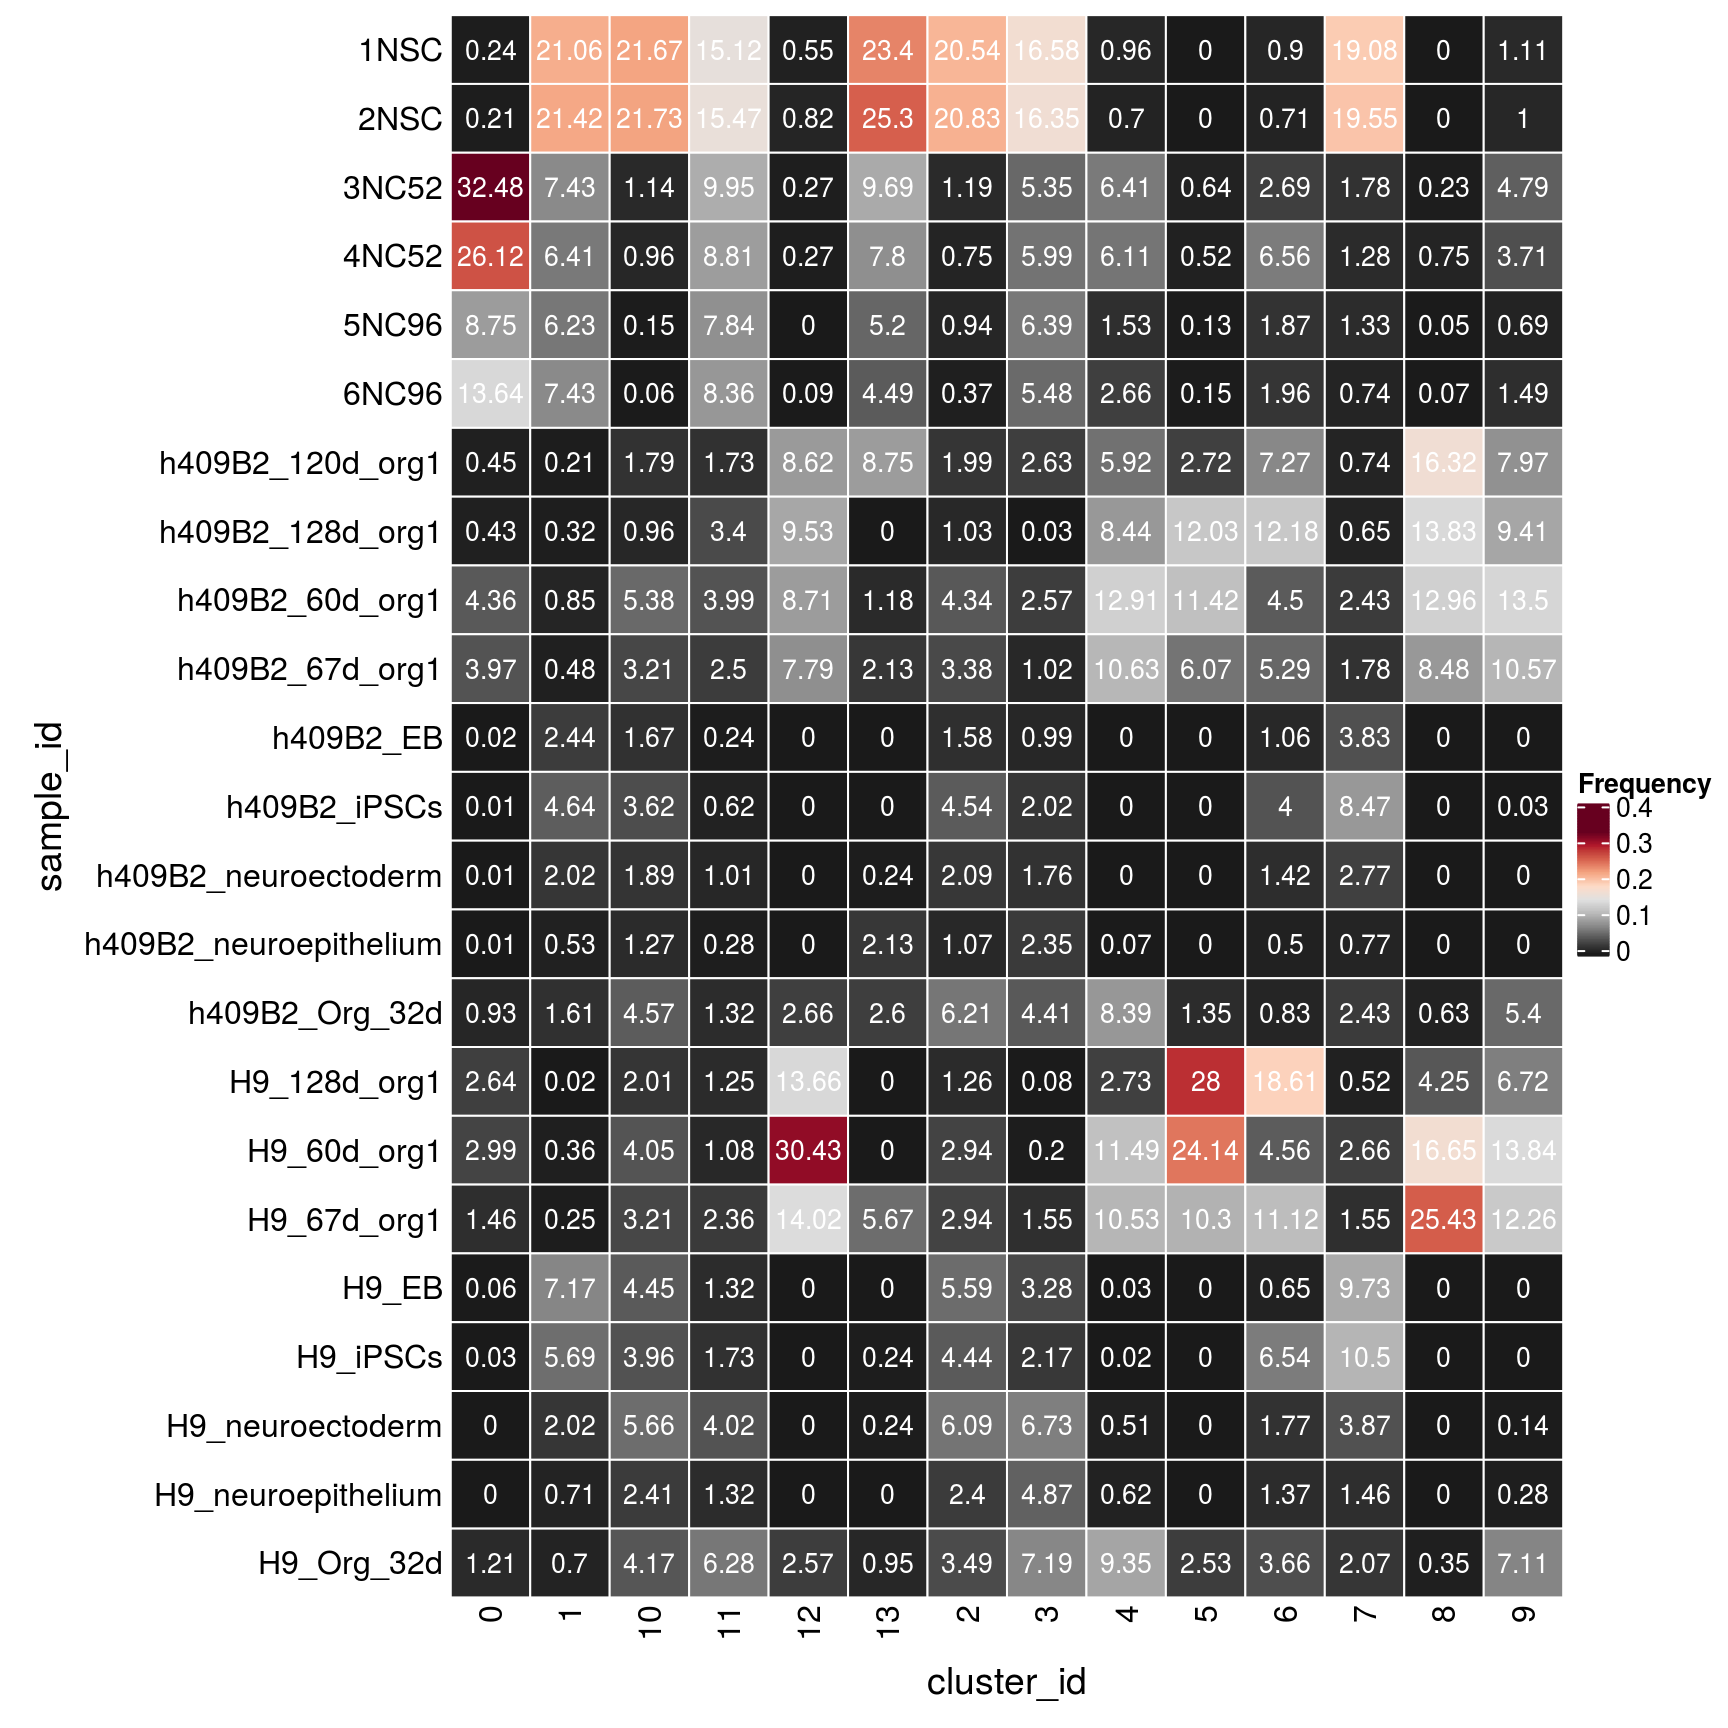 1NSC 0.24 21.06 21.67 15.12 0.55 23.4 20.54 16.58 0.96 0 0.9 19.08 0 1.11
2NSC 0.21 21.42 21.73 15.47 0.82 25.3 20.83 16.35 0.7 0 0.71 19.55 0 1
3NC52 32.48 7.43 1.14 9.95 0.27 9.69 1.19 5.35 6.41 0.64 2.69 1.78 0.23 4.79
4NC52 26.12 6.41 0.96 8.81 0.27 7.8 0.75 5.99 6.11 0.52 6.56 1.28 0.75 3.71
5NC96 8.75 6.23 0.15 7.84 0 5.2 0.94 6.39 1.53 0.13 1.87 1.33 0.05 0.69
6NC96 13.64 7.43 0.06 8.36 0.09 4.49 0.37 5.48 2.66 0.15 1.96 0.74 0.07 1.49
h409B2_120d_org1 0.45 0.21 1.79 1.73 8.62 8.75 1.99 2.63 5.92 2.72 7.27 0.74 16.32 7.97
h409B2_128d_org1 0.43 0.32 0.96 3.4 9.53 0 1.03 0.03 8.44 12.03 12.18 0.65 13.83 9.41
h409B2_60d_org1 4.36 0.85 5.38 3.99 8.71 1.18 4.34 2.57 12.91 11.42 4.5 2.43 12.96 13.5
h409B2_67d_org1 3.97 0.48 3.21 2.5 7.79 2.13 3.38 1.02 10.63 6.07 5.29 1.78 8.48 10.57
h409B2_EB 0.02 2.44 1.67 0.24 0 0 1.58 0.99 0 0 1.06 3.83 0 0
h409B2_iPSCs 0.01 4.64 3.62 0.62 0 0 4.54 2.02 0 0 4 8.47 0 0.03
h409B2_neuroectoderm 0.01 2.02 1.89 1.01 0 0.24 2.09 1.76 0 0 1.42 2.77 0 0
h409B2_neuroepithelium 0.01 0.53 1.27 0.28 0 2.13 1.07 2.35 0.07 0 0.5 0.77 0 0
h409B2_Org_32d 0.93 1.61 4.57 1.32 2.66 2.6 6.21 4.41 8.39 1.35 0.83 2.43 0.63 5.4
H9_128d_org1 2.64 0.02 2.01 1.25 13.66 0 1.26 0.08 2.73 28 18.61 0.52 4.25 6.72
H9_60d_org1 2.99 0.36 4.05 1.08 30.43 0 2.94 0.2 11.49 24.14 4.56 2.66 16.65 13.84
H9_67d_org1 1.46 0.25 3.21 2.36 14.02 5.67 2.94 1.55 10.53 10.3 11.12 1.55 25.43 12.26
H9_EB 0.06 7.17 4.45 1.32 0 0 5.59 3.28 0.03 0 0.65 9.73 0 0
H9_iPSCs 0.03 5.69 3.96 1.73 0 0.24 4.44 2.17 0.02 0 6.54 10.5 0 0
H9_neuroectoderm 0 2.02 5.66 4.02 0 0.24 6.09 6.73 0.51 0 1.77 3.87 0 0.14
H9_neuroepithelium 0 0.71 2.41 1.32 0 0 2.4 4.87 0.62 0 1.37 1.46 0 0.28
H9_Org_32d 1.21 0.7 4.17 6.28 2.57 0.95 3.49 7.19 9.35 2.53 3.66 2.07 0.35 7.11
0 1 10 11 12 13 2 3 4 5 6 7 8 9
cluster_id
sample_id
Frequency
0.4
0.3
0.2
0.1
0